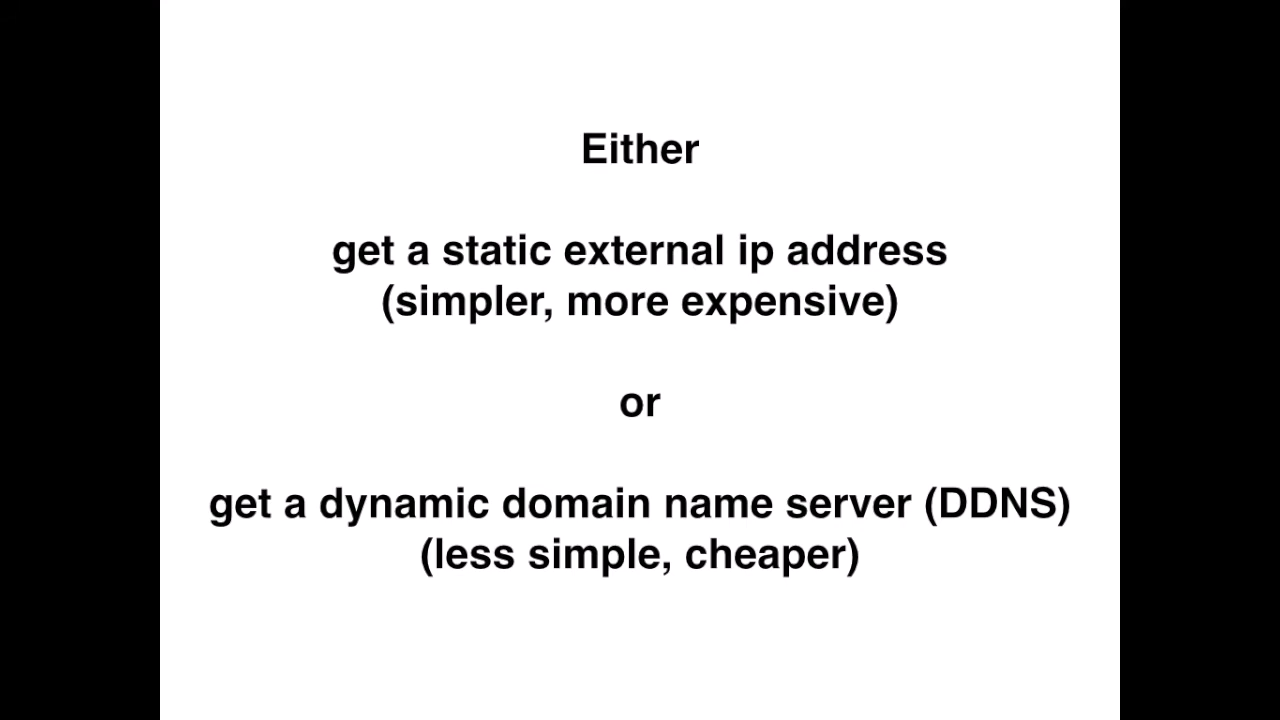 Either
get a static external ip address
(simpler, more expensive)
or
get a dynamic domain name server (DDNS)
(less simple, cheaper)